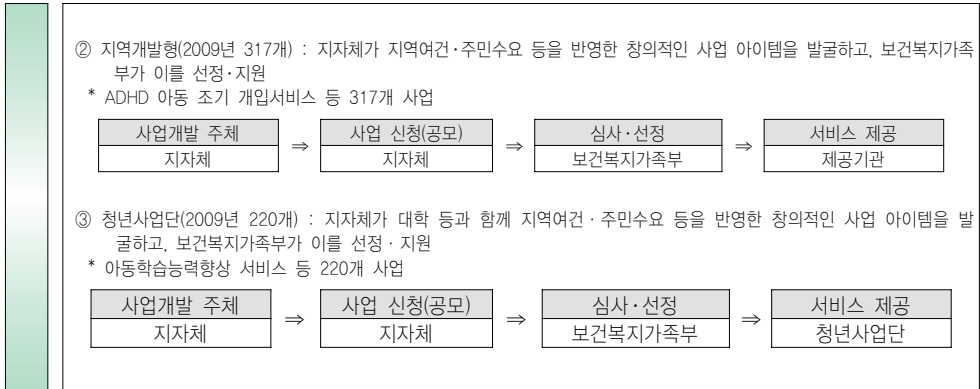 ② 지역개발형(2009년 317개) : 지자체가 지역여건·주민수요 등을 반영한 창의적인 사업 아이템을 발굴하고, 보건복지가족
부가 이를 선정·지원
* ADHD 아동 조기 개입서비스 등 317개 사업
사업개발 주체 사업 신청(공모) 심사·선정 서비스 제공
지자체 ⇒ 지자체 ⇒ 보건복지가족부 ⇒ 제공기관
③ 청년사업단(2009년 220개) : 지자체가 대학 등과 함께 지역여건·주민수요 등을 반영한 창의적인 사업 아이템을 발
굴하고, 보건복지가족부가 이를 선정·지원
* 아동학습능력향상 서비스 등 220개 사업
사업개발 주체 사업 신청(공모) 심사·선정 서비스 제공
지자체 ⇒ 지자체 ⇒ 보건복지가족부 ⇒ 청년사업단